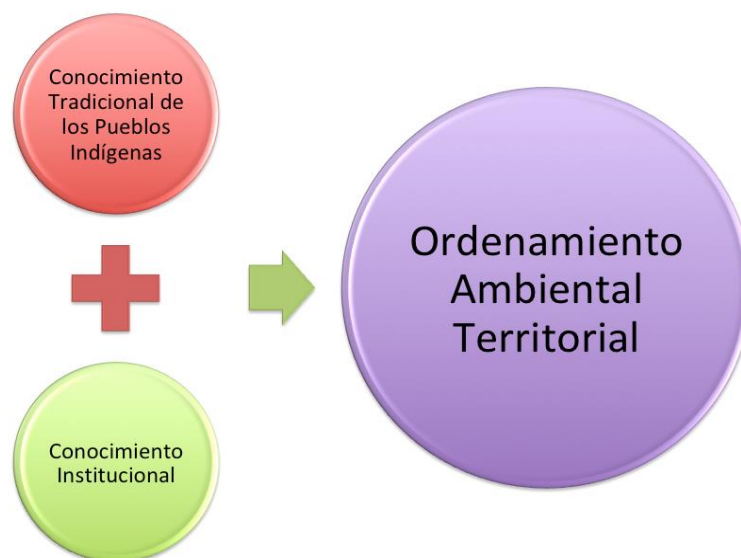 Conocimiento
Tradicional de
los Pueblos
Indígenas
Conocimiento
Institucional
Ordenamiento
Ambiental
Territorial